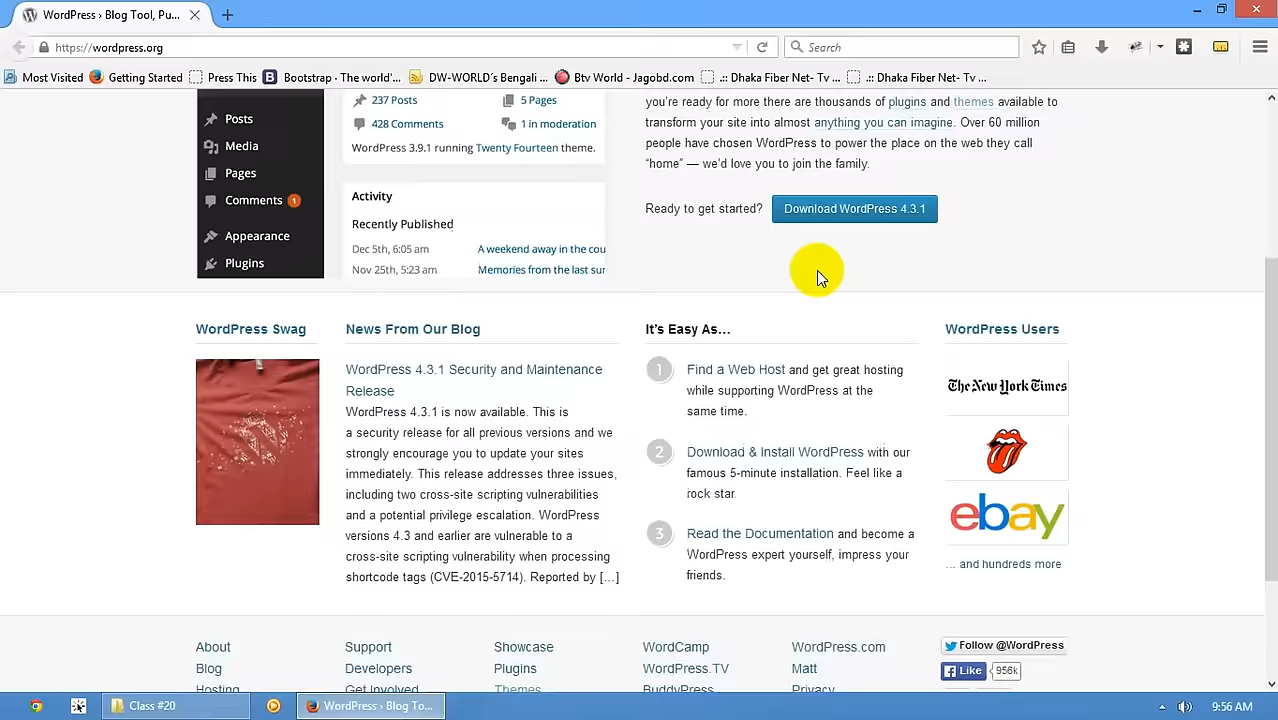 WordPress › Blog Tool, Pu...
https://wordpress.org
Search
Most Visited
Getting Started
Press This
Bootstrap · The world'...
DW-WORLD's Bengali ...
Btv World - Jagobd.com
.:: Dhaka Fiber Net- Tv ...
.:: Dhaka Fiber Net- Tv ...
Posts
Media
Pages
Comments 1
Appearance
Plugins
237 Posts
5 Pages
428 Comments
1 in moderation
WordPress 3.9.1 running Twenty Fourteen theme.
Activity
Recently Published
Dec 5th, 6:05 am
A weekend away in the cou
Nov 25th, 5:23 am
Memories from the last sur
you're ready for more there are thousands of plugins and themes available to
transform your site into almost anything you can imagine. Over 60 million
people have chosen WordPress to power the place on the web they call
“home” — we'd love you to join the family.
Ready to get started?
Download WordPress 4.3.1
WordPress Swag
News From Our Blog
WordPress 4.3.1 Security and Maintenance
Release
WordPress 4.3.1 is now available. This is
a security release for all previous versions and we
strongly encourage you to update your sites
immediately. This release addresses three issues,
including two cross-site scripting vulnerabilities
and a potential privilege escalation. WordPress
versions 4.3 and earlier are vulnerable to a
cross-site scripting vulnerability when processing
shortcode tags (CVE-2015-5714). Reported by [...]
It's Easy As...
1
Find a Web Host and get great hosting
while supporting WordPress at the
same time.
2
Download & Install WordPress with our
famous 5-minute installation. Feel like a
rock star.
3
Read the Documentation and become a
WordPress expert yourself, impress your
friends.
WordPress Users
The New York Times
ebay
... and hundreds more
About
Blog
Hosting
Support
Developers
Get Involved
Showcase
Plugins
Themes
WordCamp
WordPress.TV
BuddyPress
WordPress.com
Matt
Privacy
Follow @WordPress
Like 956k
Class #20
WordPress › Blog To...
9:56 AM